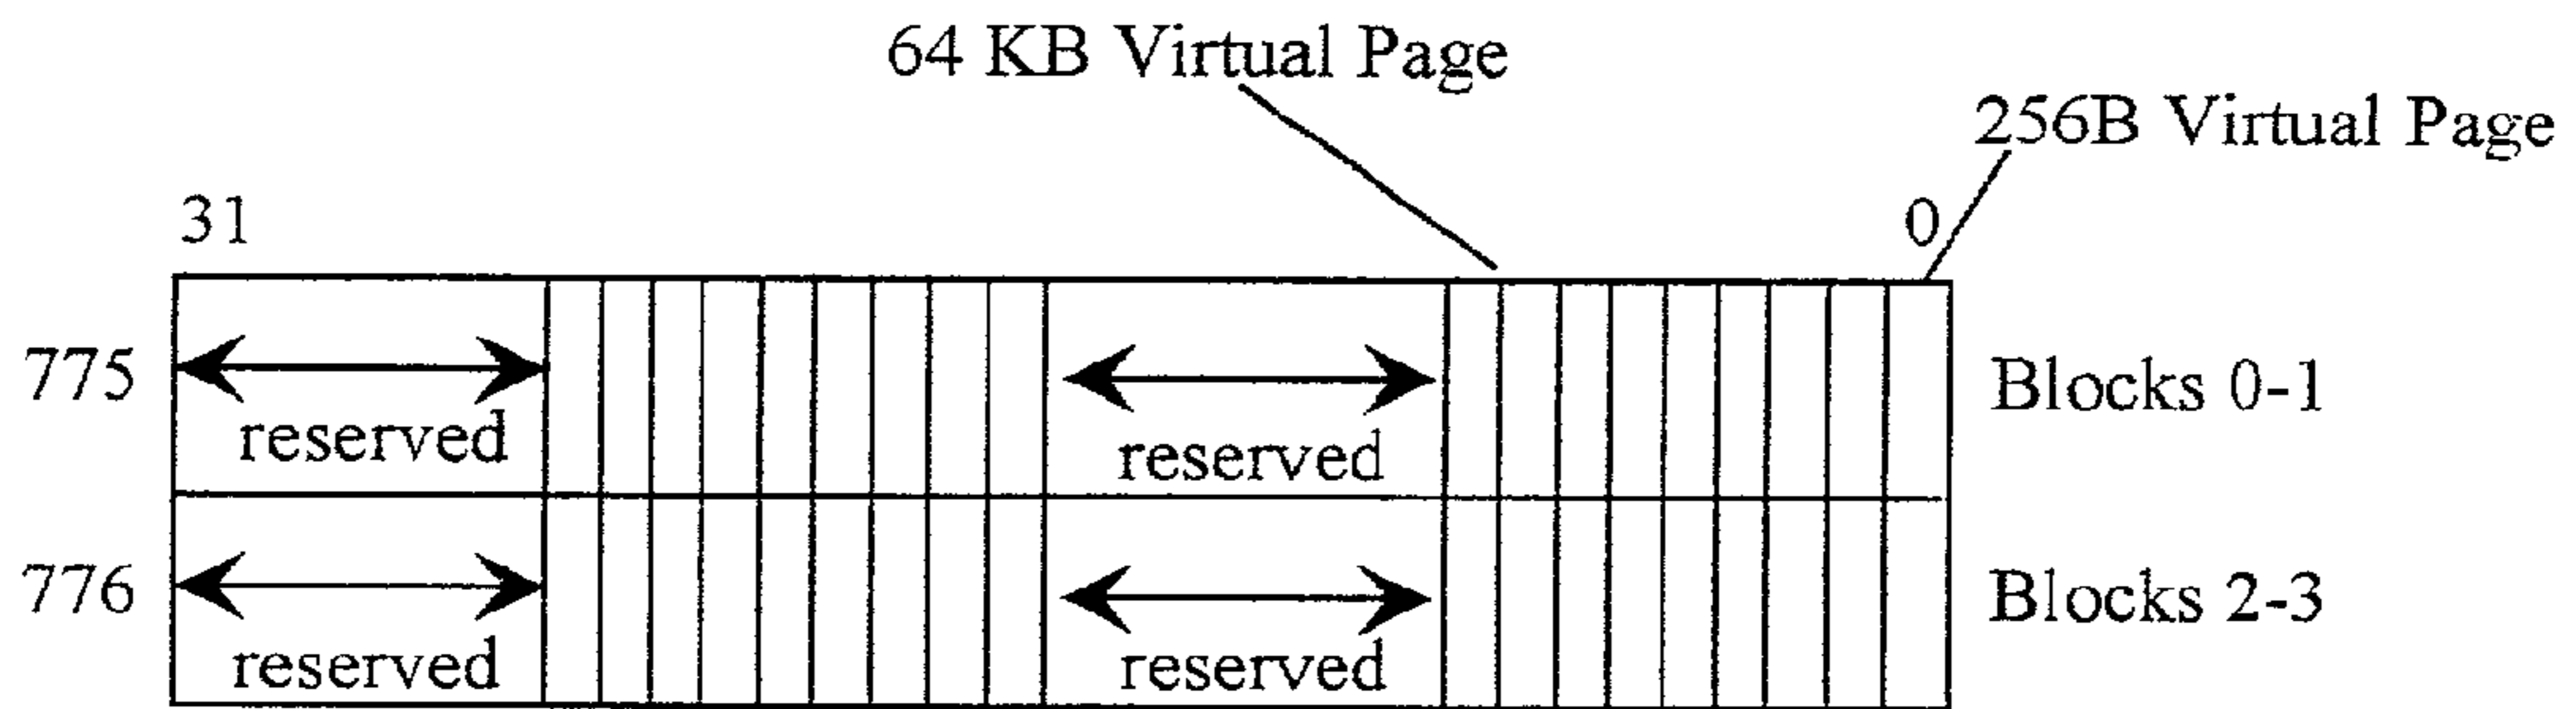 64 KB Virtual Page
256B Virtual Page
31
0
775
reserved
reserved
Blocks 0-1
776
reserved
reserved
Blocks 2-3